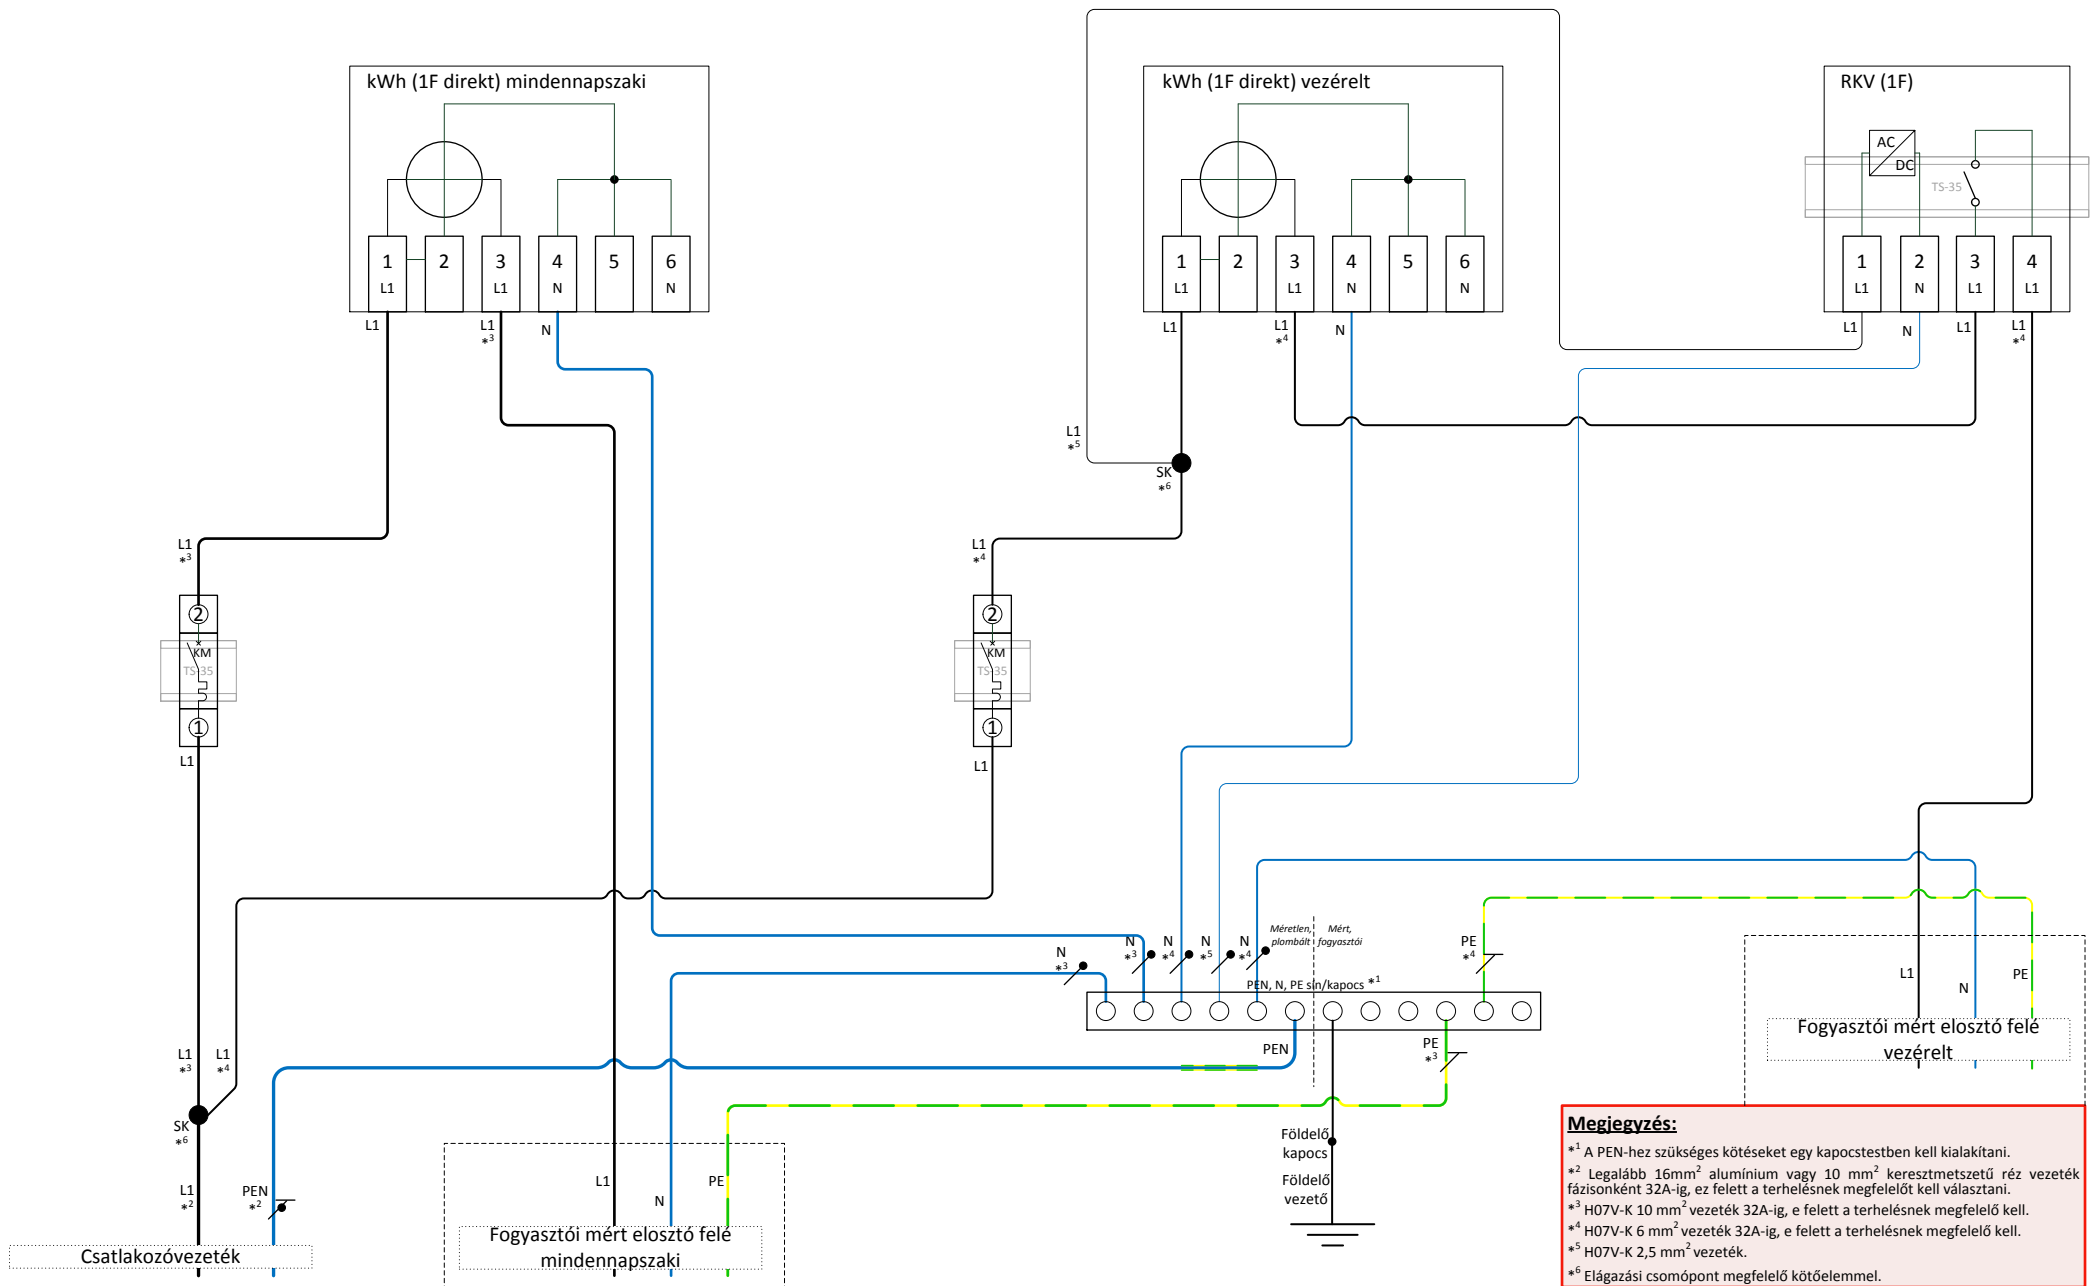 kWh (1F direkt) mindennapszaki
1
L1
2
3
L1
4
N
5
6
N
L1
L1
*3
N
kWh (1F direkt) vezérelt
1
L1
2
3
L1
4
N
5
6
N
L1
L1
*4
N
RKV (1F)
AC
DC
TS-35
1
L1
2
N
3
L1
4
L1
L1
N
L1
L1
*4
L1
*5
SK
*6
L1
*3
2
KM
TS-35
1
L1
L1
*4
2
KM
TS-35
1
L1
N
*3
N
*3
N
*4
N
*5
N
*4
Méretlen,
plombált
Mért,
fogyasztói
PE
*4
PEN, N, PE sín/kapocs *1
PEN
PE
*3
L1
*3
L1
*4
SK
*6
L1
*2
PEN
*2
Csatlakozóvezeték
L1
N
PE
Fogyasztói mért elosztó felé
mindennapszaki
Földelő
kapocs
Földelő
vezető
L1
N
PE
Fogyasztói mért elosztó felé
vezérelt
Megjegyzés:
*1 A PEN-hez szükséges kötéseket egy kapocstestben kell kialakítani.
*2 Legalább 16mm2 alumínium vagy 10 mm2 keresztmetszetű réz vezeték
fázisonként 32A-ig, ez felett a terhelésnek megfelelőt kell választani.
*3 H07V-K 10 mm2 vezeték 32A-ig, e felett a terhelésnek megfelelő kell.
*4 H07V-K 6 mm2 vezeték 32A-ig, e felett a terhelésnek megfelelő kell.
*5 H07V-K 2,5 mm2 vezeték.
*6 Elágazási csomópont megfelelő kötőelemmel.